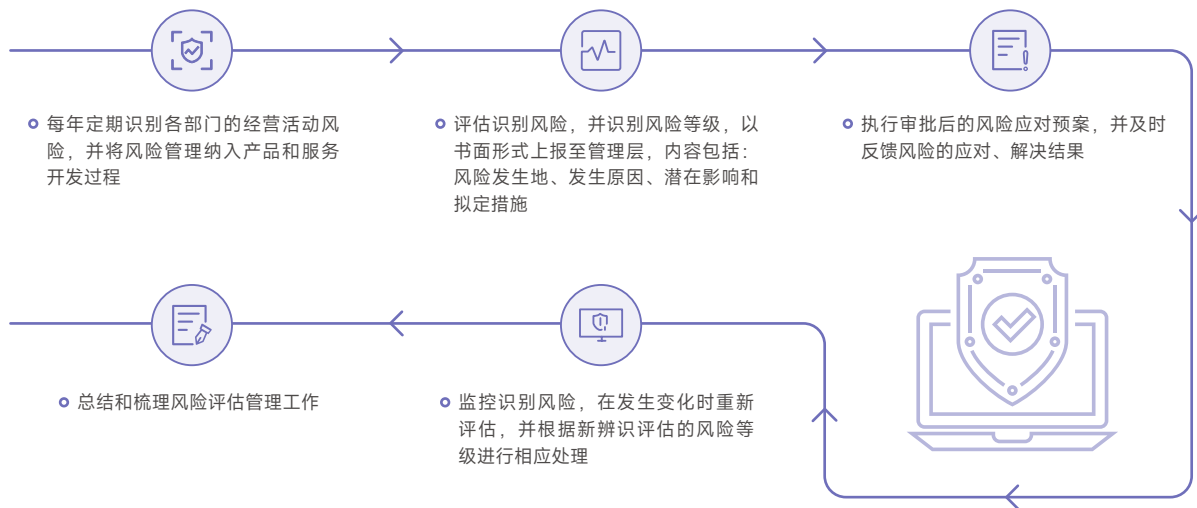 每年定期识别各部门的经营活动风
险，并将风险管理纳入产品和服务
开发过程
评估识别风险，并识别风险等级，以
书面形式上报至管理层，内容包括：
风险发生地、发生原因、潜在影响和
拟定措施
执行审批后的风险应对预案，并及时
反馈风险的应对、解决结果
监控识别风险，在发生变化时重新
评估，并根据新辨识评估的风险等
级进行相应处理
总结和梳理风险评估管理工作